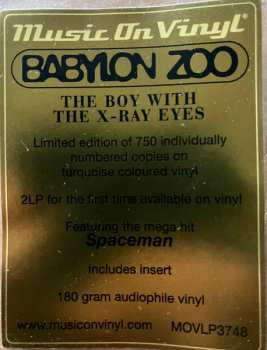 Music On Vinyl®
BABYLON ZOO
THE BOY WITH
THE X-RAY EYES
Limited edition of 750 individually
numbered copies on
turquoise coloured vinyl
2LP for the first time available on vinyl
Featuring the mega hit
Spaceman
includes insert
180 gram audiophile vinyl
www.musiconvinyl.com MOVLP3748